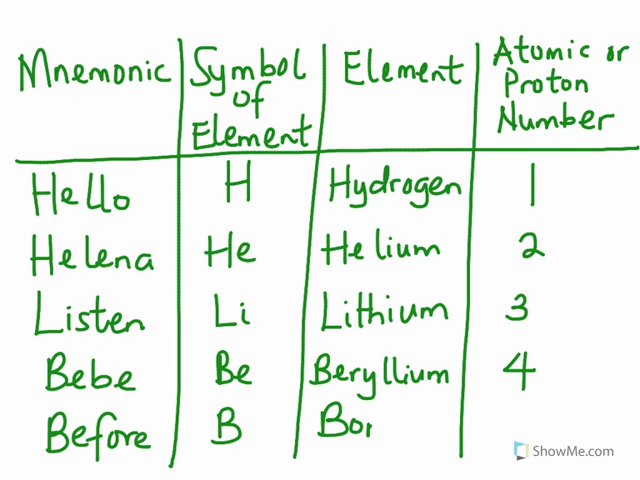 Mnemonic Symbol of Element Element Atomic or Proton Number
Hello H Hydrogen 1
Helena He Helium 2
Listen Li Lithium 3
Bebe Be Beryllium 4
Before B Bor
ShowMe.com